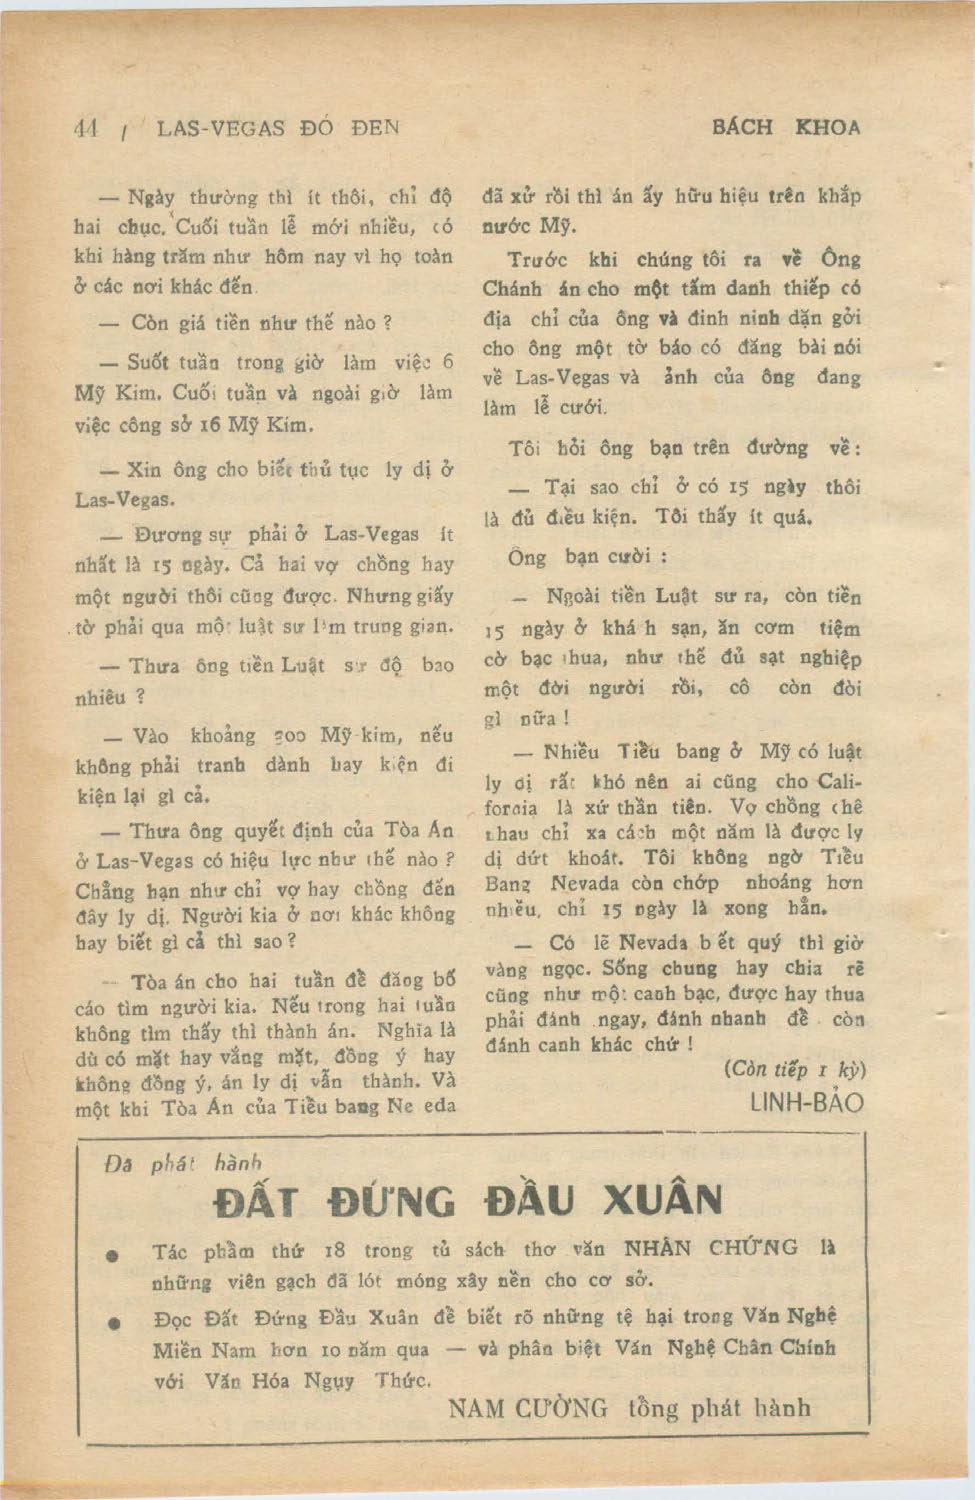 44 / LAS-VEGAS ĐỎ ĐEN
BÁCH KHOA
— Ngày thường thì ít thôi, chỉ độ
hai chục. Cuối tuần lễ mới nhiều, có
khi hàng trăm như hôm nay vì họ toàn
ở các nơi khác đến.
— Còn giá tiền như thế nào ?
— Suốt tuần trong giờ làm việc 6
Mỹ Kim. Cuối tuần và ngoài giờ làm
việc công sở 16 Mỹ Kim.
— Xin ông cho biết thủ tục ly dị ở
Las-Vegas.
— Đương sự phải ở Las-Vegas ít
nhất là 15 ngày. Cả hai vợ chồng hay
một người thôi cũng được. Nhưng giấy
tờ phải qua một luật sư làm trung gian.
— Thưa ông tiền Luật sư độ bao
nhiêu ?
— Vào khoảng 300 Mỹ-kim, nếu
không phải tranh dành hay kiện đi
kiện lại gì cả.
— Thưa ông quyết định của Tòa Án
ở Las-Vegas có hiệu lực như thế nào ?
Chẳng hạn như chỉ vợ hay chồng đến
đây ly dị. Người kia ở nơi khác không
hay biết gì cả thì sao ?
— Tòa án cho hai tuần để đăng bố
cáo tìm người kia. Nếu trong hai tuần
không tìm thấy thì thành án. Nghĩa là
dù có mặt hay vắng mặt, đồng ý hay
không đồng ý, án ly dị vẫn thành. Và
một khi Tòa Án của Tiểu bang Ne eda
đã xử rồi thì án ấy hữu hiệu trên khắp
nước Mỹ.
Trước khi chúng tôi ra về Ông
Chánh án cho một tấm danh thiếp có
địa chỉ của ông và đinh ninh dặn gởi
cho ông một tờ báo có đăng bài nói
về Las-Vegas và ảnh của ông đang
làm lễ cưới.
Tôi hỏi ông bạn trên đường về :
— Tại sao chỉ ở có 15 ngày thôi
là đủ điều kiện. Tôi thấy ít quá.
Ông bạn cười :
— Ngoài tiền Luật sư ra, còn tiền
15 ngày ở khá h sạn, ăn cơm tiệm
cờ bạc thua, như thế đủ sạt nghiệp
một đời người rồi, cô còn đòi
gì nữa !
— Nhiều Tiểu bang ở Mỹ có luật
ly dị rất khó nên ai cũng cho Cali-
fornia là xứ thần tiên. Vợ chồng chê
nhau chỉ xa cách một năm là được ly
dị dứt khoát. Tôi không ngờ Tiểu
Bang Nevada còn chớp nhoáng hơn
nhiều, chỉ 15 ngày là xong hẳn.
— Có lẽ Nevada b ết quý thì giờ
vàng ngọc. Sống chung hay chia rẽ
cũng như một canh bạc, được hay thua
phải đánh ngay, đánh nhanh để còn
đánh canh khác chứ !
(Còn tiếp 1 kỳ)
LINH-BẢO
Đã phát hành
ĐẤT ĐỨNG ĐẦU XUÂN
● Tác phẩm thứ 18 trong tủ sách thơ văn NHÂN CHỨNG là
những viên gạch đã lót móng xây nền cho cơ sở.
● Đọc Đất Đứng Đầu Xuân để biết rõ những tệ hại trong Văn Nghệ
Miền Nam hơn 10 năm qua — và phân biệt Văn Nghệ Chân Chính
với Văn Hóa Ngụy Thức.
NAM CƯỜNG tổng phát hành